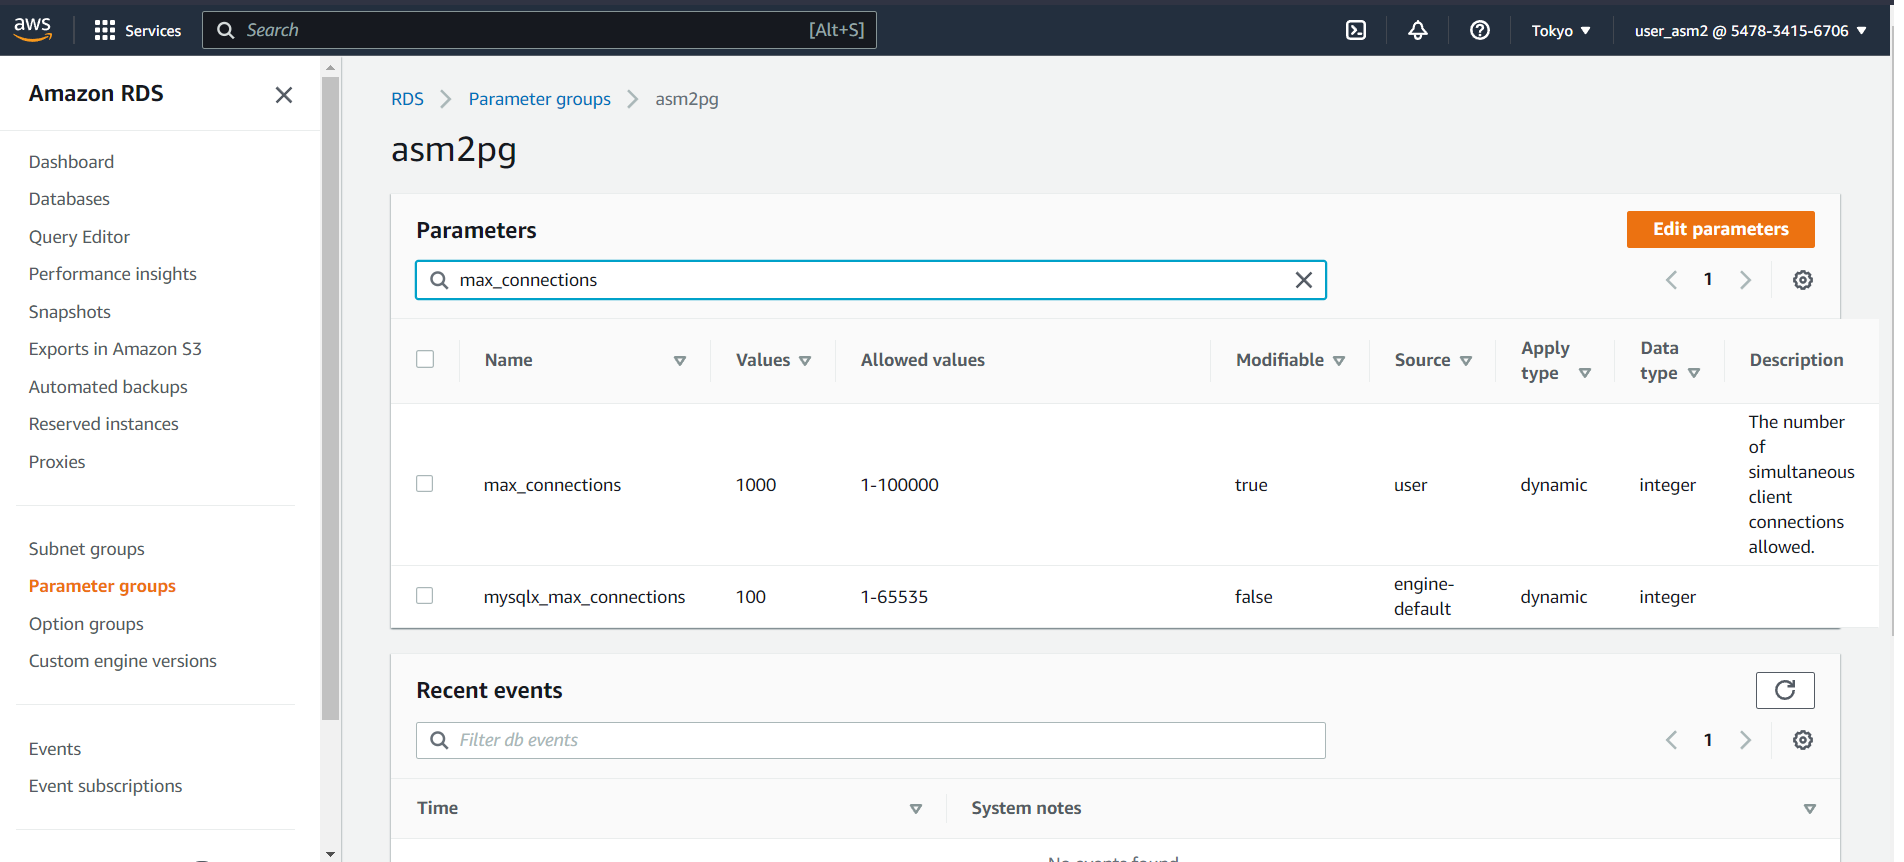 aws Services Search [Alt+S] Tokyo user_asm2 @ 5478-3415-6706
Amazon RDS
Dashboard
Databases
Query Editor
Performance insights
Snapshots
Exports in Amazon S3
Automated backups
Reserved instances
Proxies
Subnet groups
Parameter groups
Option groups
Custom engine versions
Events
Event subscriptions
RDS Parameter groups asm2pg
asm2pg
Parameters Edit parameters
max_connections 1
Name Values Allowed values Modifiable Source Apply type Data type Description
max_connections 1000 1-100000 true user dynamic integer The number
of
simultaneous
client
connections
allowed.
mysqlx_max_connections 100 1-65535 false engine-default dynamic integer
Recent events
Filter db events 1
Time System notes
No events found